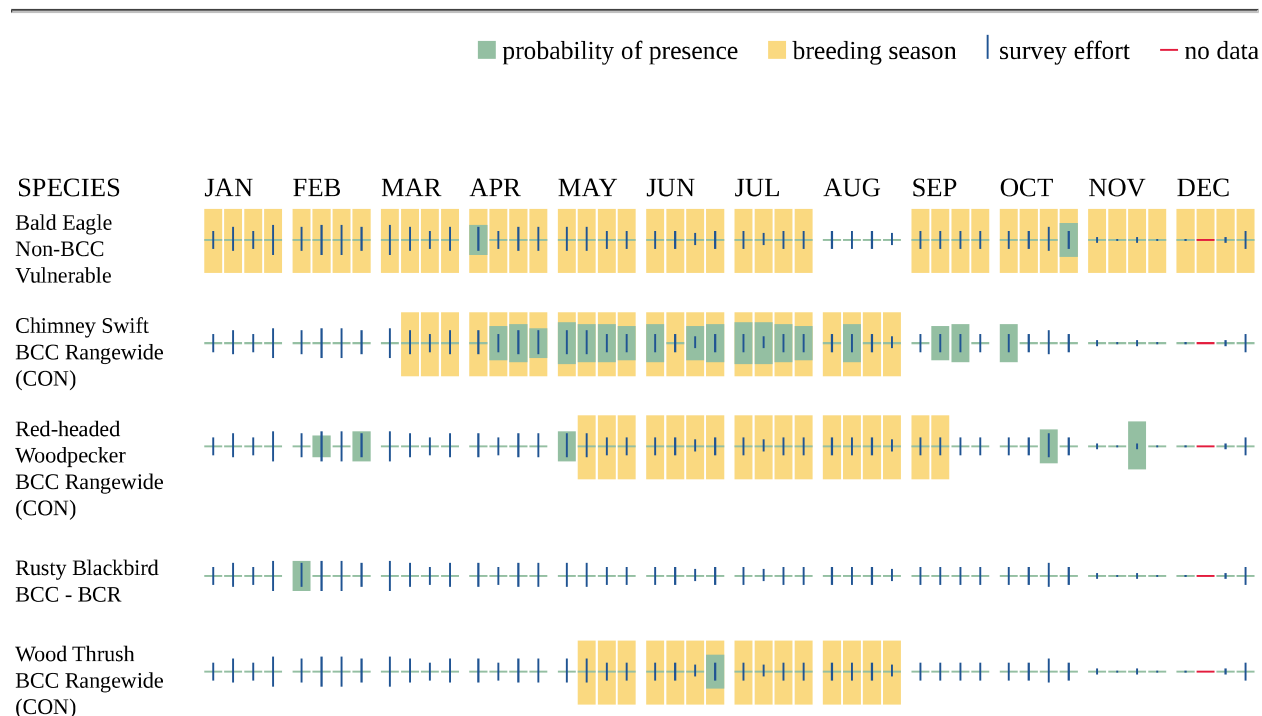 probability of presence breeding season survey effort no data
SPECIES JAN FEB MAR APR MAY JUN JUL AUG SEP OCT NOV DEC
Bald Eagle
Non-BCC
Vulnerable
Chimney Swift
BCC Rangewide
(CON)
Red-headed
Woodpecker
BCC Rangewide
(CON)
Rusty Blackbird
BCC - BCR
Wood Thrush
BCC Rangewide
(CON)